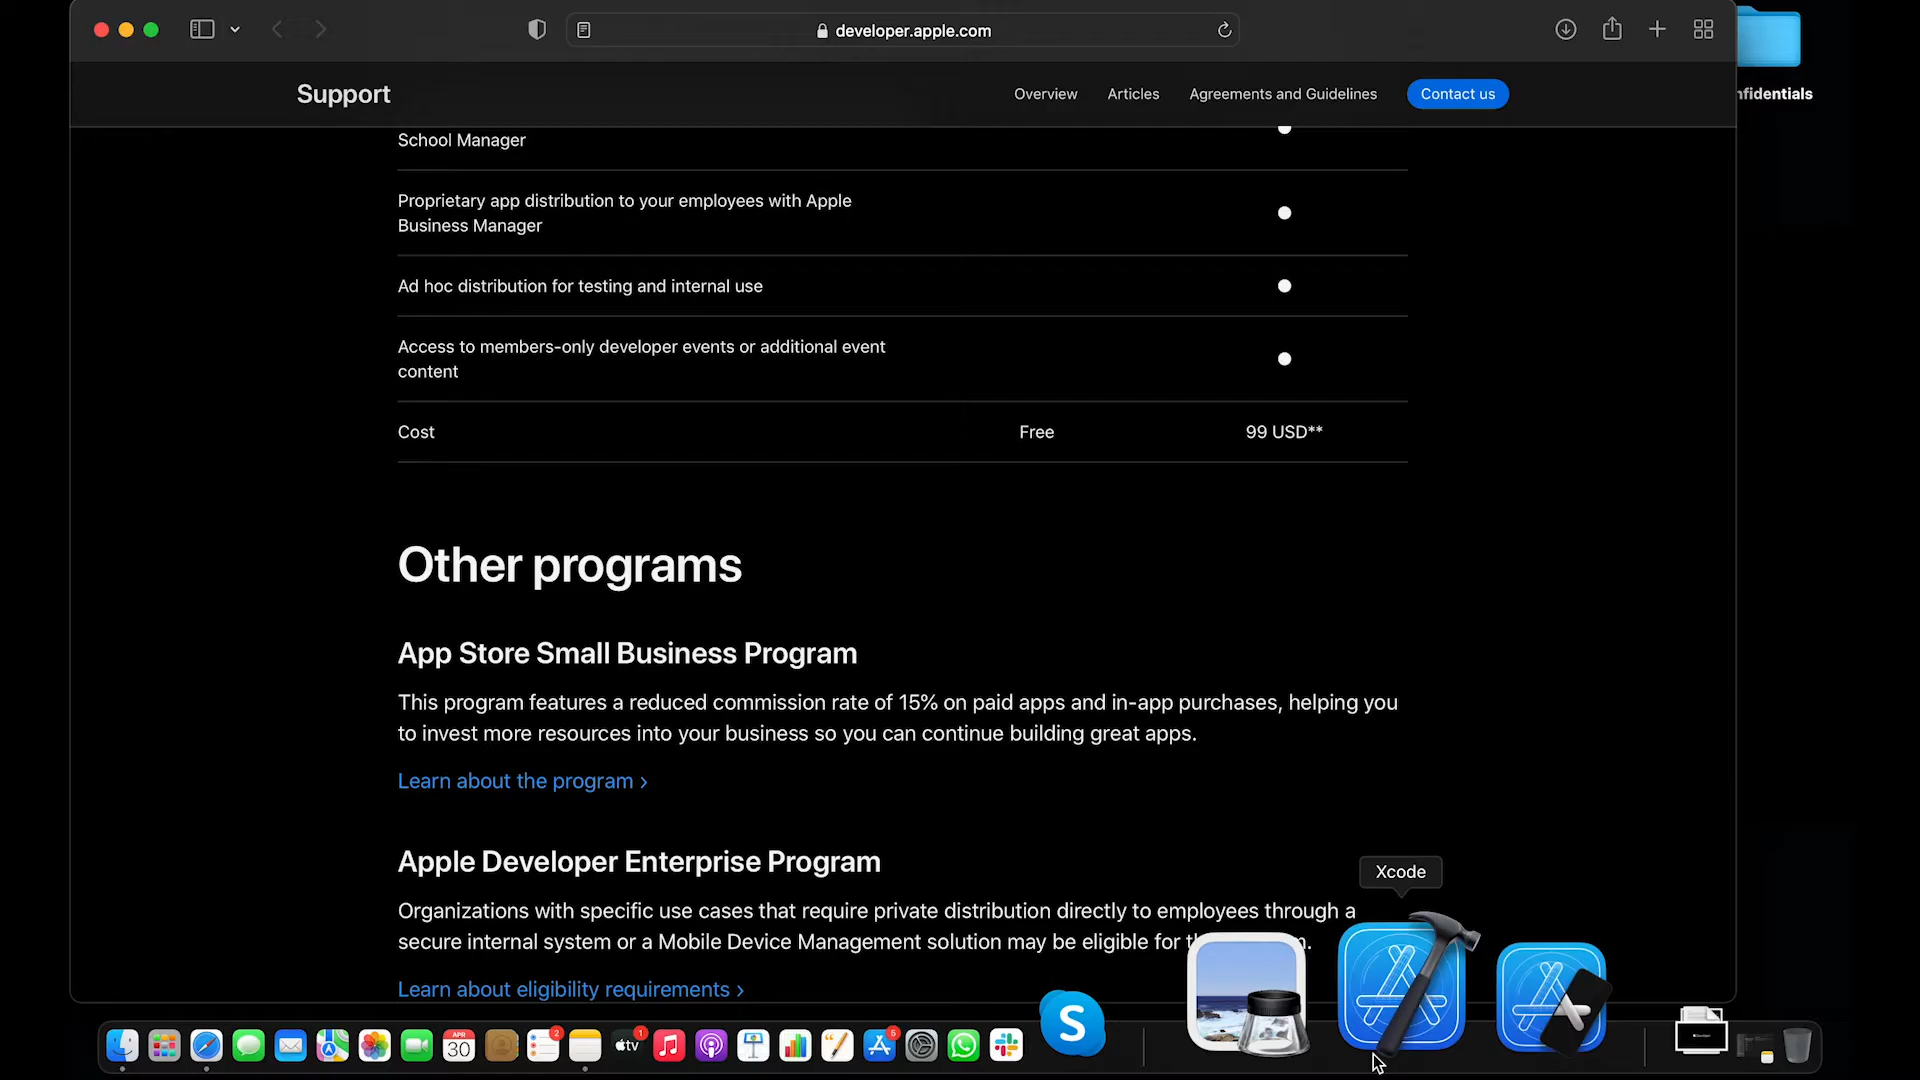 developer.apple.com
nfidentials
Support
Overview
Articles
Agreements and Guidelines
Contact us
School Manager
Proprietary app distribution to your employees with Apple
Business Manager
Ad hoc distribution for testing and internal use
Access to members-only developer events or additional event
content
Cost
Free
99 USD**
Other programs
App Store Small Business Program
This program features a reduced commission rate of 15% on paid apps and in-app purchases, helping you
to invest more resources into your business so you can continue building great apps.
Learn about the program ›
Apple Developer Enterprise Program
Xcode
Organizations with specific use cases that require private distribution directly to employees through a
secure internal system or a Mobile Device Management solution may be eligible for
Learn about eligibility requirements ›
S
APR
30
2
tv
1
5